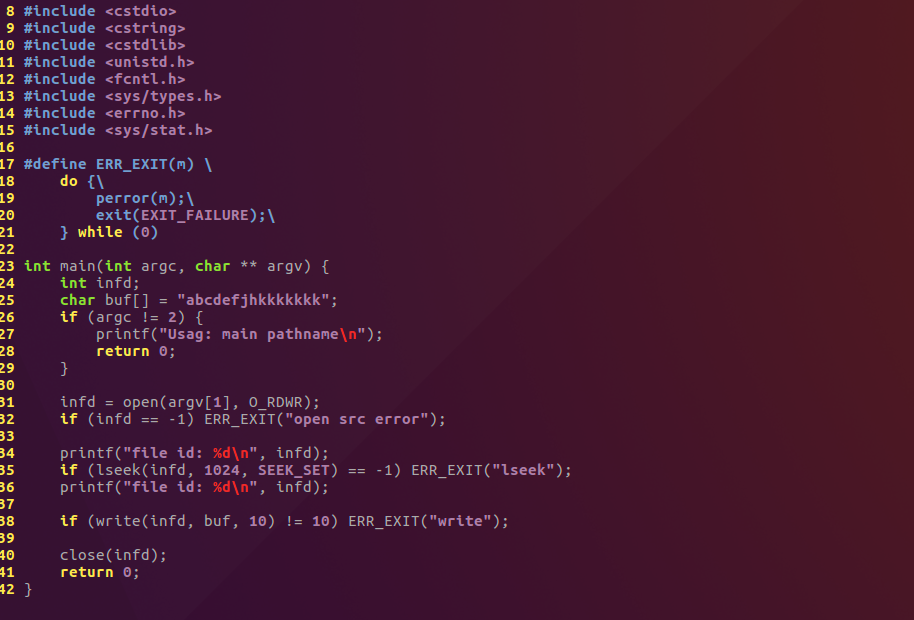 8 #include <cstdio>
9 #include <cstring>
10 #include <cstdlib>
11 #include <unistd.h>
12 #include <fcntl.h>
13 #include <sys/types.h>
14 #include <errno.h>
15 #include <sys/stat.h>
16
17 #define ERR_EXIT(m) \
18     do {\
19         perror(m);\
20         exit(EXIT_FAILURE);\
21     } while (0)
22
23 int main(int argc, char ** argv) {
24     int infd;
25     char buf[] = "abcdefjhkkkkkkk";
26     if (argc != 2) {
27         printf("Usag: main pathname\n");
28         return 0;
29     }
30
31     infd = open(argv[1], O_RDWR);
32     if (infd == -1) ERR_EXIT("open src error");
33
34     printf("file id: %d\n", infd);
35     if (lseek(infd, 1024, SEEK_SET) == -1) ERR_EXIT("lseek");
36     printf("file id: %d\n", infd);
37
38     if (write(infd, buf, 10) != 10) ERR_EXIT("write");
39
40     close(infd);
41     return 0;
42 }